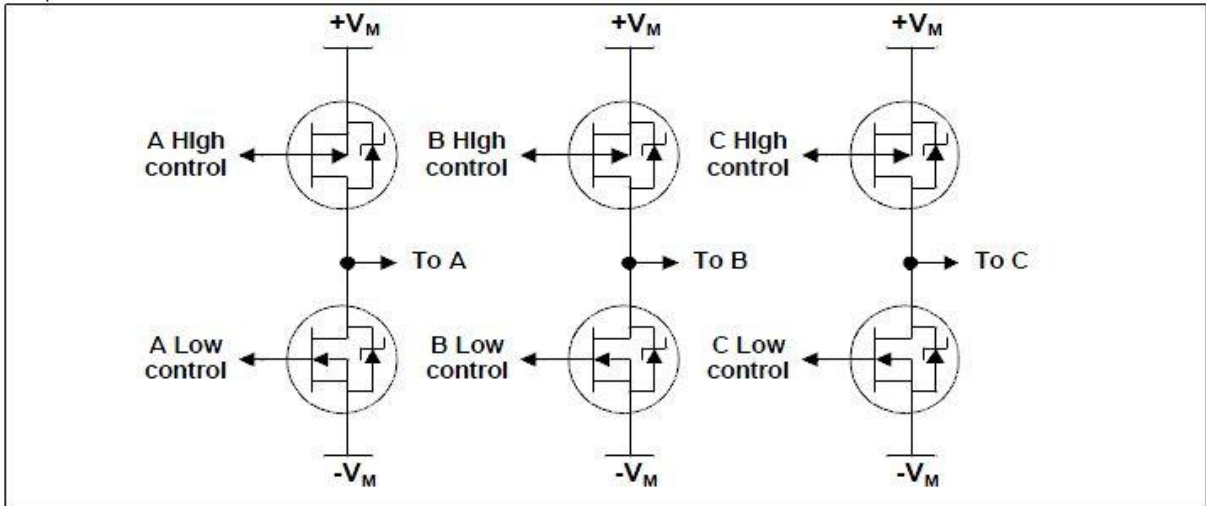 +VM +VM +VM
A High control
B High control
C High control
To A
To B
To C
A Low control
B Low control
C Low control
-VM -VM -VM